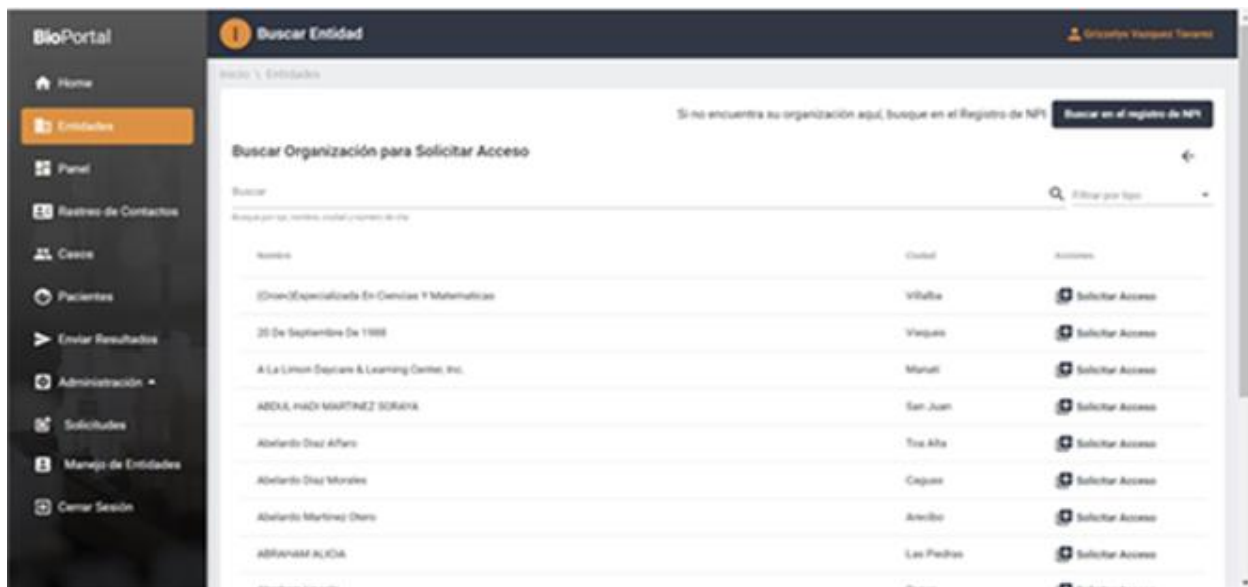 BioPortal
Buscar Entidad
Grizzelys Vazquez Tavarez
Inicio \ Entidades
Home
Entidades
Panel
Rastreo de Contactos
Casos
Pacientes
Enviar Resultados
Administración
Solicitudes
Manejo de Entidades
Cerrar Sesión
Si no encuentra su organización aquí, busque en el Registro de NPI
Buscar en el registro de NPI
Buscar Organización para Solicitar Acceso
Buscar
Filtrar por tipo
Nombre Ciudad Acciones
Especializada En Ciencias Y Matematicas Villalba Solicitar Acceso
20 De Septiembre De 1988 Vieques Solicitar Acceso
A La Limon Daycare & Learning Center, Inc. Manatí Solicitar Acceso
ABDUL HADI MARTINEZ SORAYA San Juan Solicitar Acceso
Abelardo Diaz Alfaro Toa Alta Solicitar Acceso
Abelardo Diaz Morales Caguas Solicitar Acceso
Abelardo Martinez Otero Arecibo Solicitar Acceso
ABRAHAM ALICIA Las Piedras Solicitar Acceso